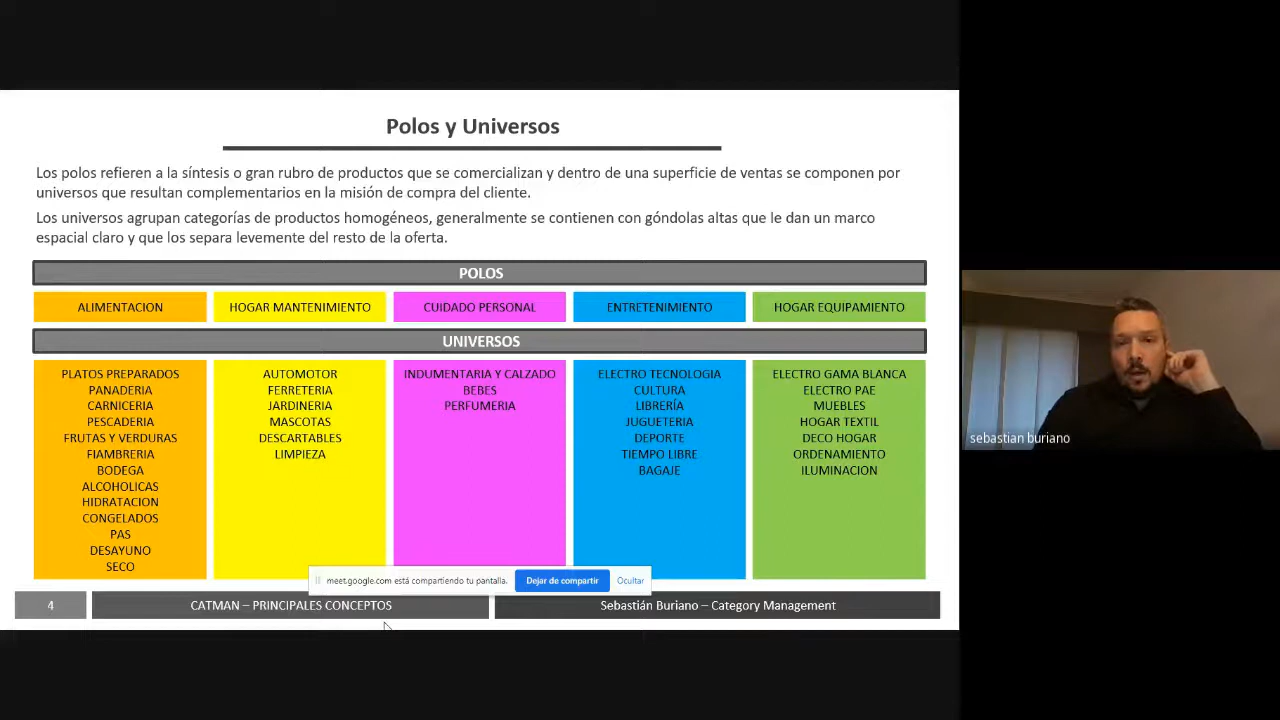 Polos y Universos
Los polos refieren a la síntesis o gran rubro de productos que se comercializan y dentro de una superficie de ventas se componen por
universos que resultan complementarios en la misión de compra del cliente.
Los universos agrupan categorías de productos homogéneos, generalmente se contienen con góndolas altas que le dan un marco
espacial claro y que los separa levemente del resto de la oferta.
POLOS
ALIMENTACION
HOGAR MANTENIMIENTO
CUIDADO PERSONAL
ENTRETENIMIENTO
HOGAR EQUIPAMIENTO
UNIVERSOS
PLATOS PREPARADOS
PANADERIA
CARNICERIA
PESCADERIA
FRUTAS Y VERDURAS
FIAMBRERIA
BODEGA
ALCOHOLICAS
HIDRATACION
CONGELADOS
PAS
DESAYUNO
SECO
AUTOMOTOR
FERRETERIA
JARDINERIA
MASCOTAS
DESCARTABLES
LIMPIEZA
INDUMENTARIA Y CALZADO
BEBES
PERFUMERIA
ELECTRO TECNOLOGIA
CULTURA
LIBRERÍA
JUGUETERIA
DEPORTE
TIEMPO LIBRE
BAGAJE
ELECTRO GAMA BLANCA
ELECTRO PAE
MUEBLES
HOGAR TEXTIL
DECO HOGAR
ORDENAMIENTO
ILUMINACION
meet.google.com está compartiendo tu pantalla.
Dejar de compartir
Ocultar
4
CATMAN – PRINCIPALES CONCEPTOS
Sebastián Buriano – Category Management
sebastian buriano